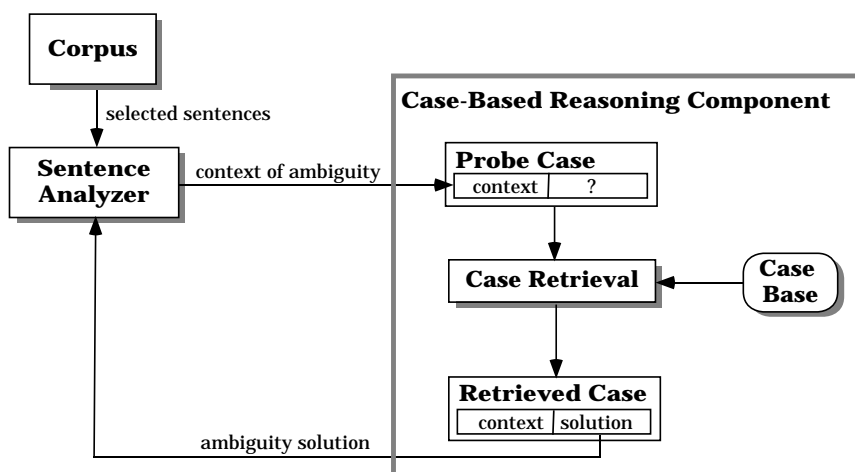 Corpus
selected sentences
Case-Based Reasoning Component
Sentence
Analyzer
context of ambiguity
Probe Case
context ?
Case Retrieval
Case
Base
Retrieved Case
context solution
ambiguity solution